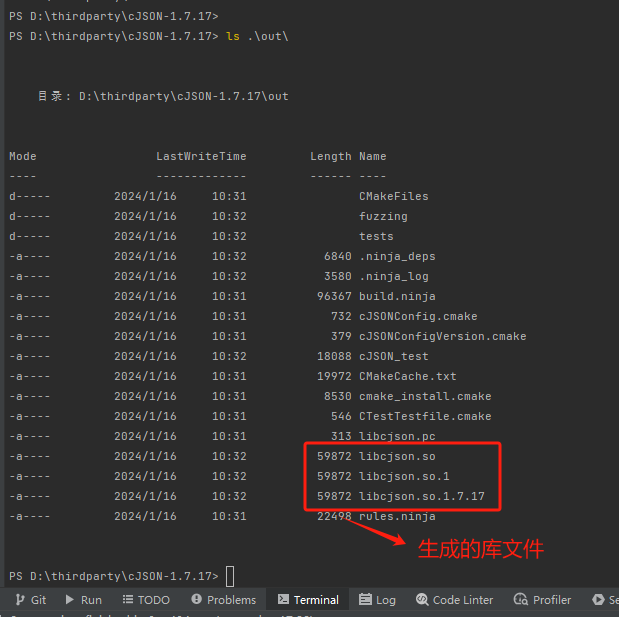 PS D:\thirdparty\cJSON-1.7.17>
PS D:\thirdparty\cJSON-1.7.17> ls .\out\
目录: D:\thirdparty\cJSON-1.7.17\out
Mode LastWriteTime Length Name
---- ------------- ------ ----
d----- 2024/1/16 10:31 CMakeFiles
d----- 2024/1/16 10:32 fuzzing
d----- 2024/1/16 10:32 tests
-a---- 2024/1/16 10:32 6840 .ninja_deps
-a---- 2024/1/16 10:32 3580 .ninja_log
-a---- 2024/1/16 10:31 96367 build.ninja
-a---- 2024/1/16 10:31 732 cJSONConfig.cmake
-a---- 2024/1/16 10:31 379 cJSONConfigVersion.cmake
-a---- 2024/1/16 10:32 18088 cJSON_test
-a---- 2024/1/16 10:31 19972 CMakeCache.txt
-a---- 2024/1/16 10:31 8530 cmake_install.cmake
-a---- 2024/1/16 10:31 546 CTestTestfile.cmake
-a---- 2024/1/16 10:31 313 libcjson.pc
-a---- 2024/1/16 10:32 59872 libcjson.so
-a---- 2024/1/16 10:32 59872 libcjson.so.1
-a---- 2024/1/16 10:32 59872 libcjson.so.1.7.17
-a---- 2024/1/16 10:31 22498 rules.ninja
生成的库文件
PS D:\thirdparty\cJSON-1.7.17>
Git Run TODO Problems Terminal Log Code Linter Profiler Se